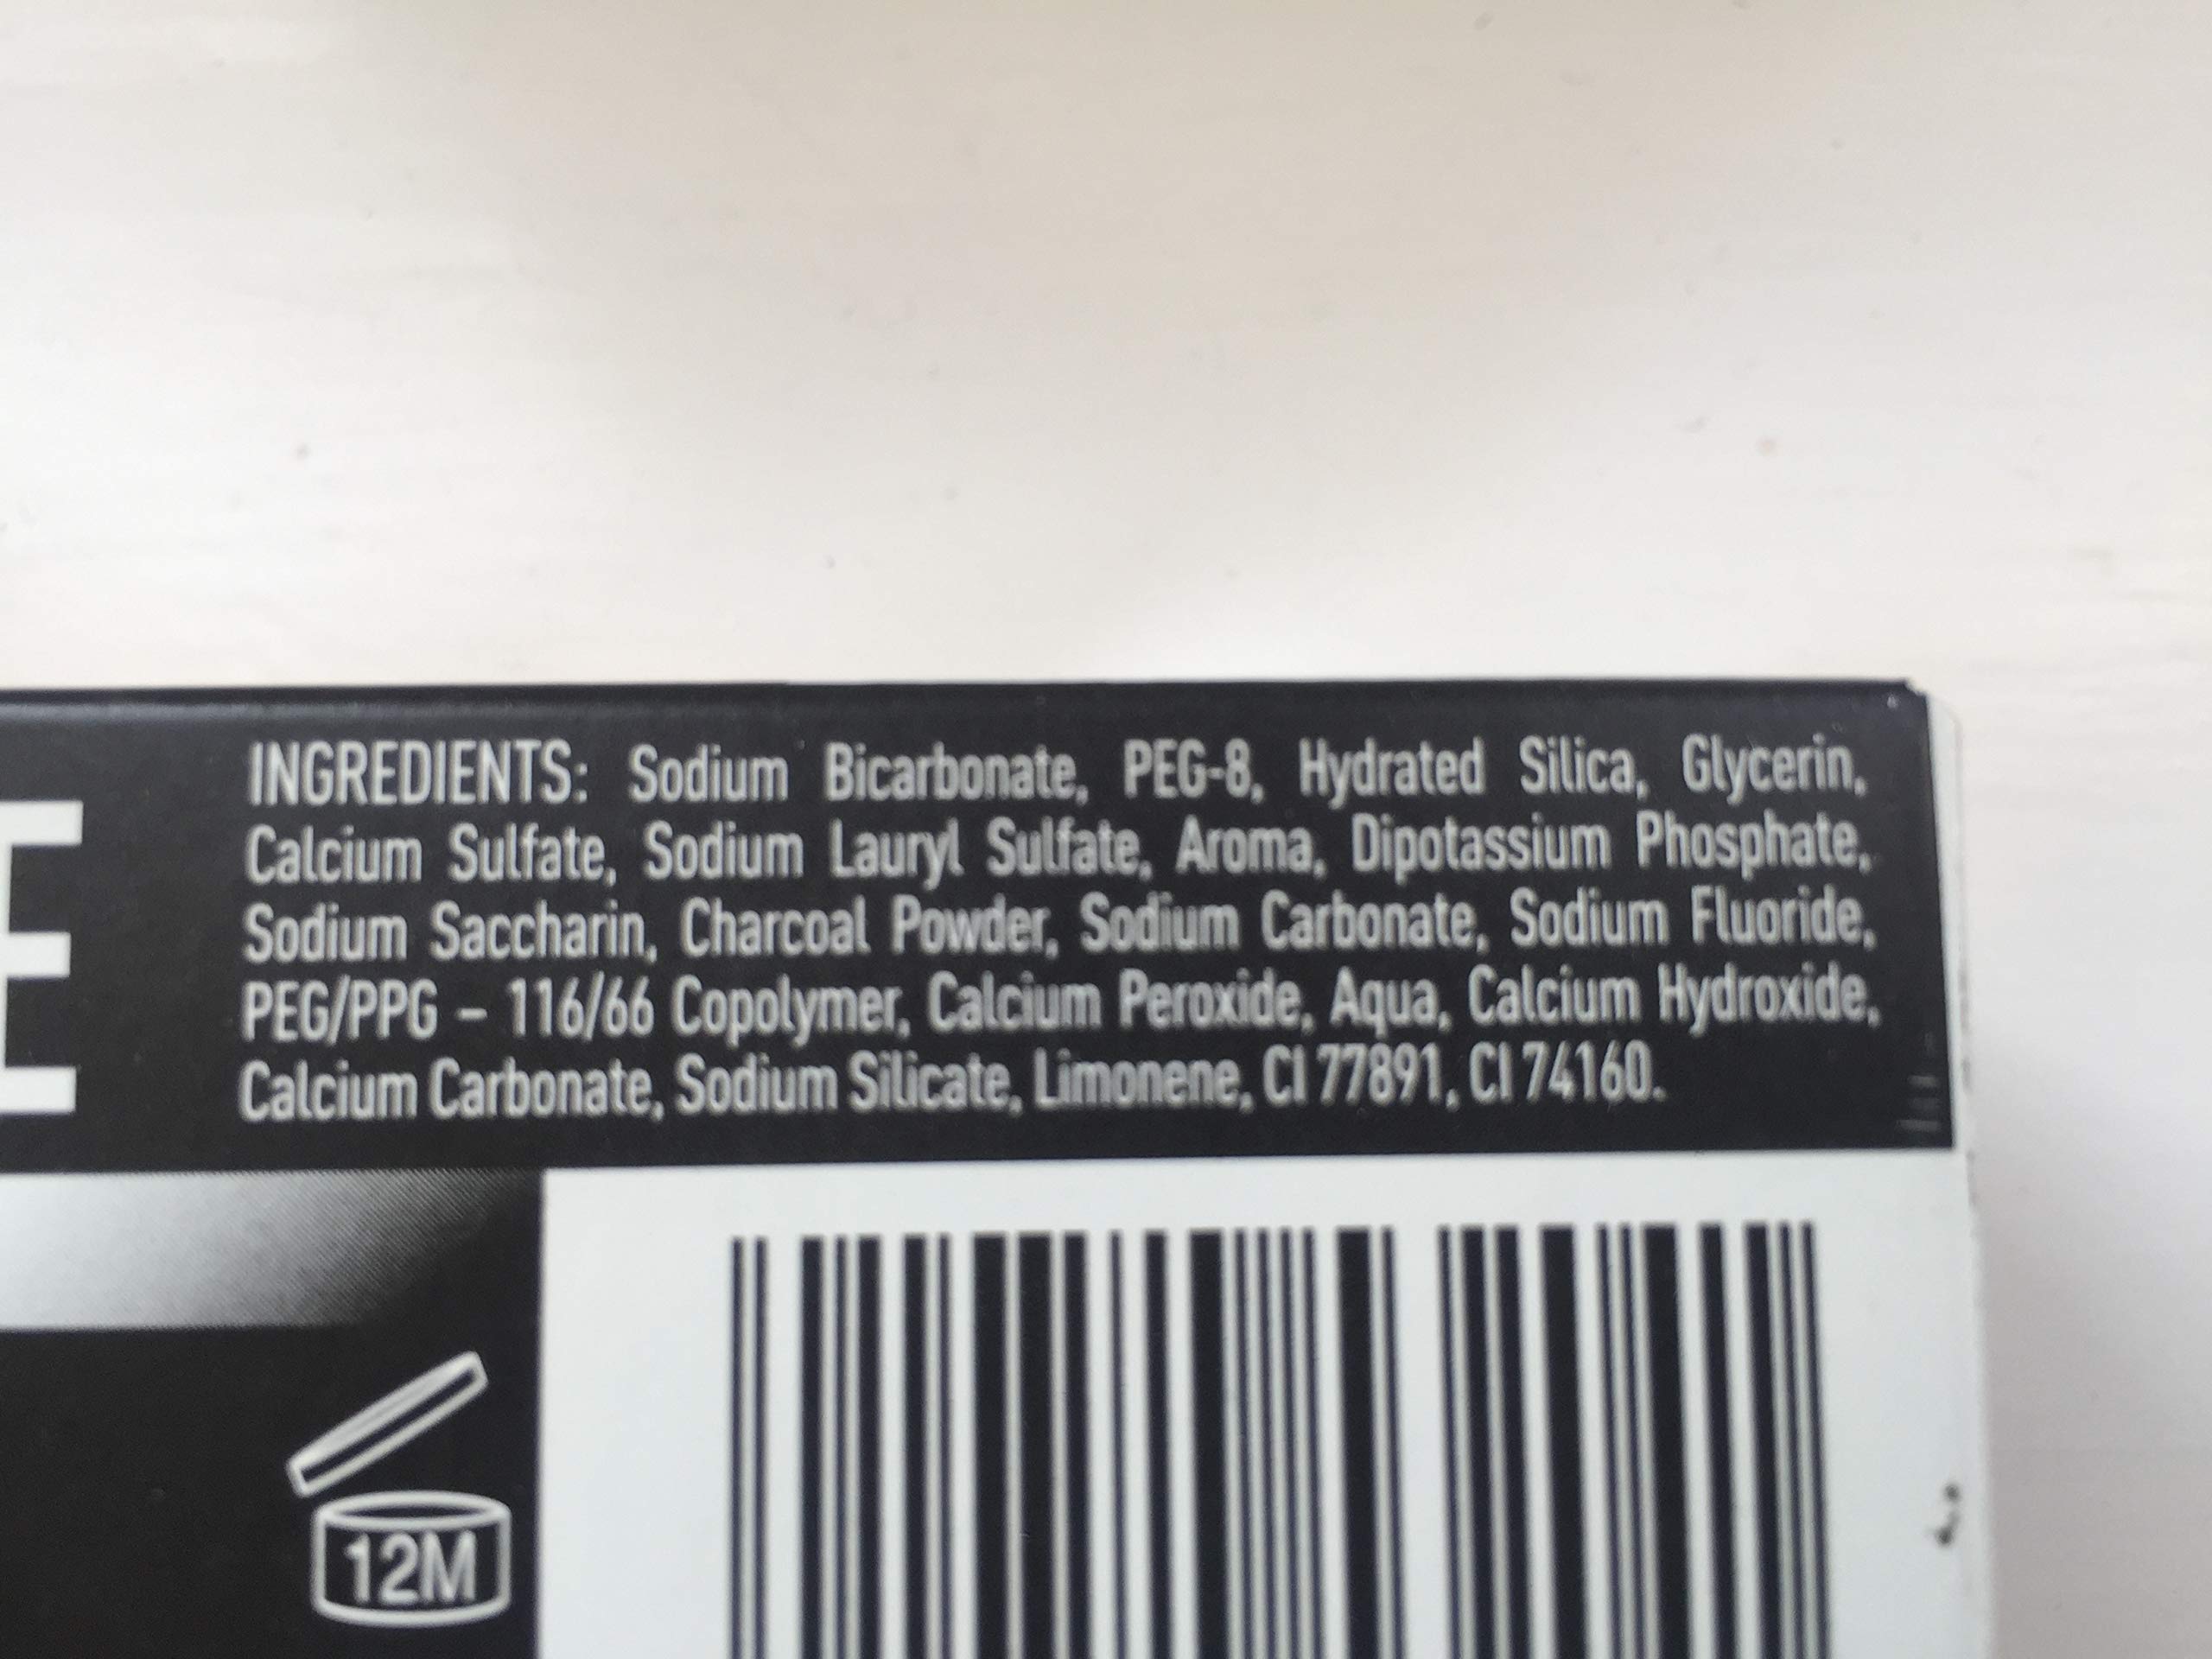 INGREDIENTS: Sodium Bicarbonate, PEG-8, Hydrated Silica, Glycerin,
Calcium Sulfate, Sodium Lauryl Sulfate, Aroma, Dipotassium Phosphate,
Sodium Saccharin, Charcoal Powder, Sodium Carbonate, Sodium Fluoride,
PEG/PPG – 116/66 Copolymer, Calcium Peroxide, Aqua, Calcium Hydroxide,
Calcium Carbonate, Sodium Silicate, Limonene, CI 77891, CI 74160.
E
12M